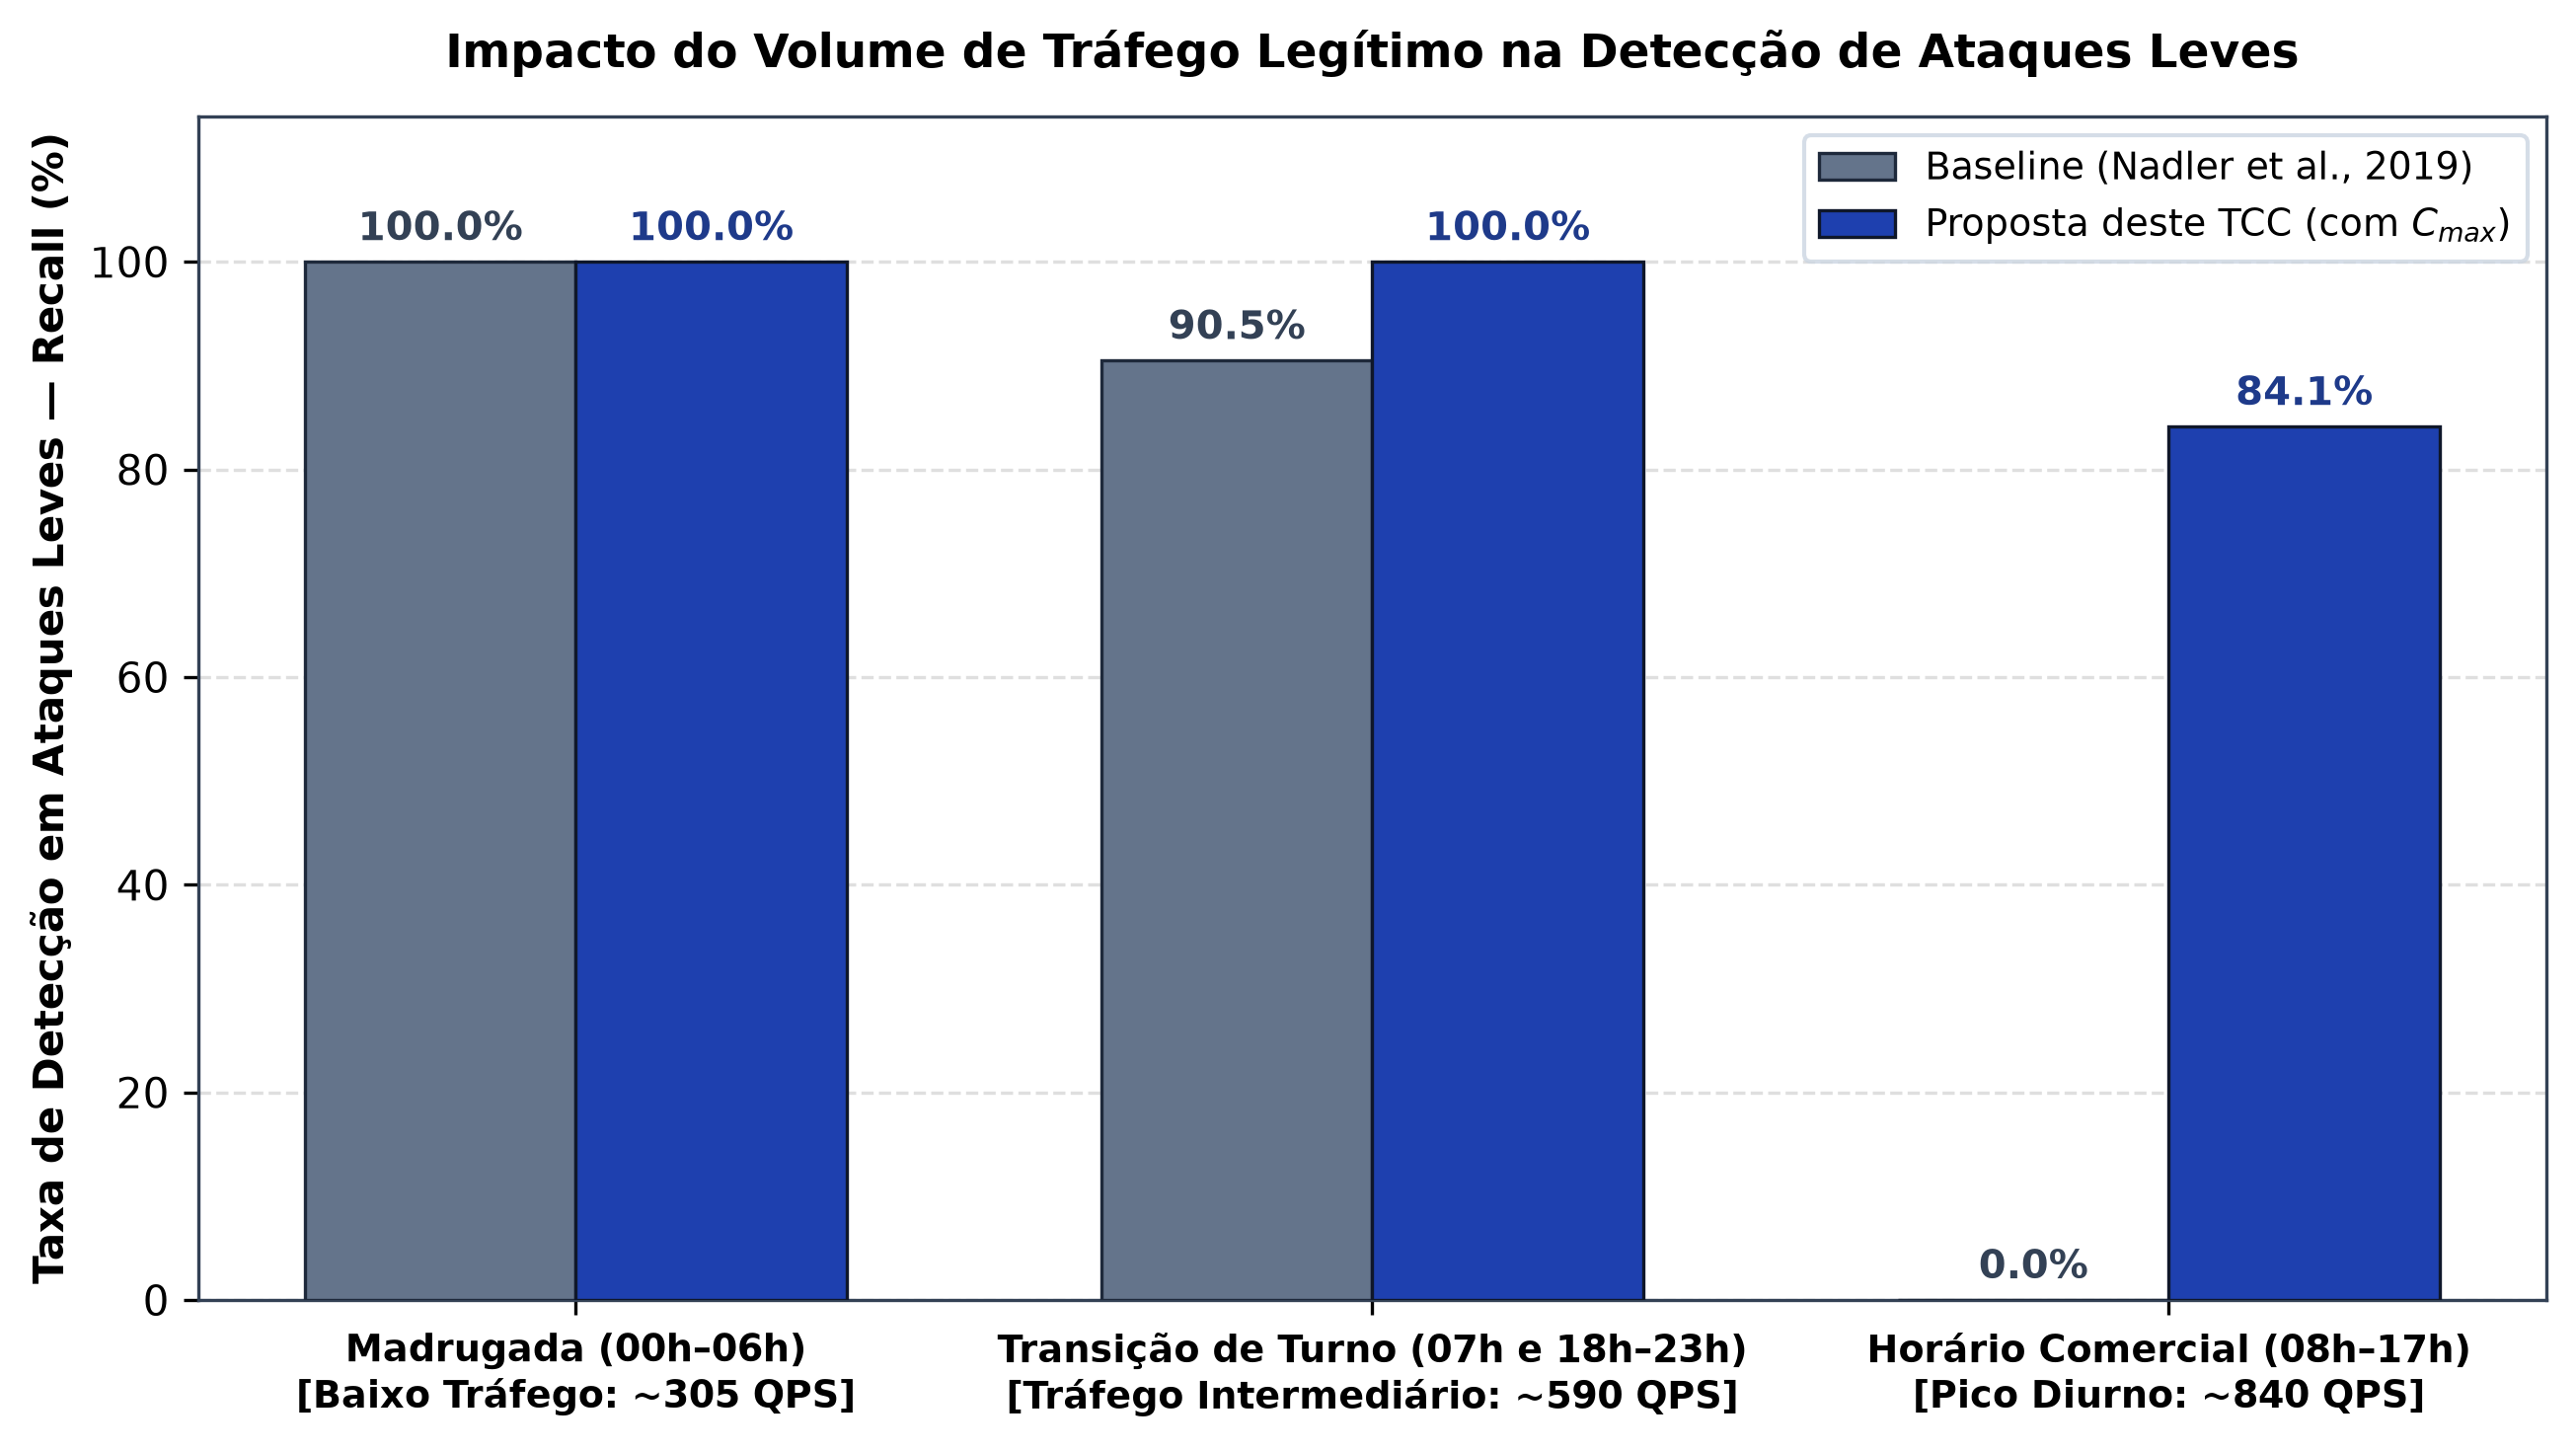 Impacto do Volume de Tráfego Legítimo na Detecção de Ataques Leves
Taxa de Detecção em Ataques Leves — Recall (%)
Baseline (Nadler et al., 2019)
Proposta deste TCC (com C_max)
100.0%
100.0%
90.5%
100.0%
0.0%
84.1%
100
80
60
40
20
0
Madrugada (00h–06h)
[Baixo Tráfego: ~305 QPS]
Transição de Turno (07h e 18h–23h)
[Tráfego Intermediário: ~590 QPS]
Horário Comercial (08h–17h)
[Pico Diurno: ~840 QPS]